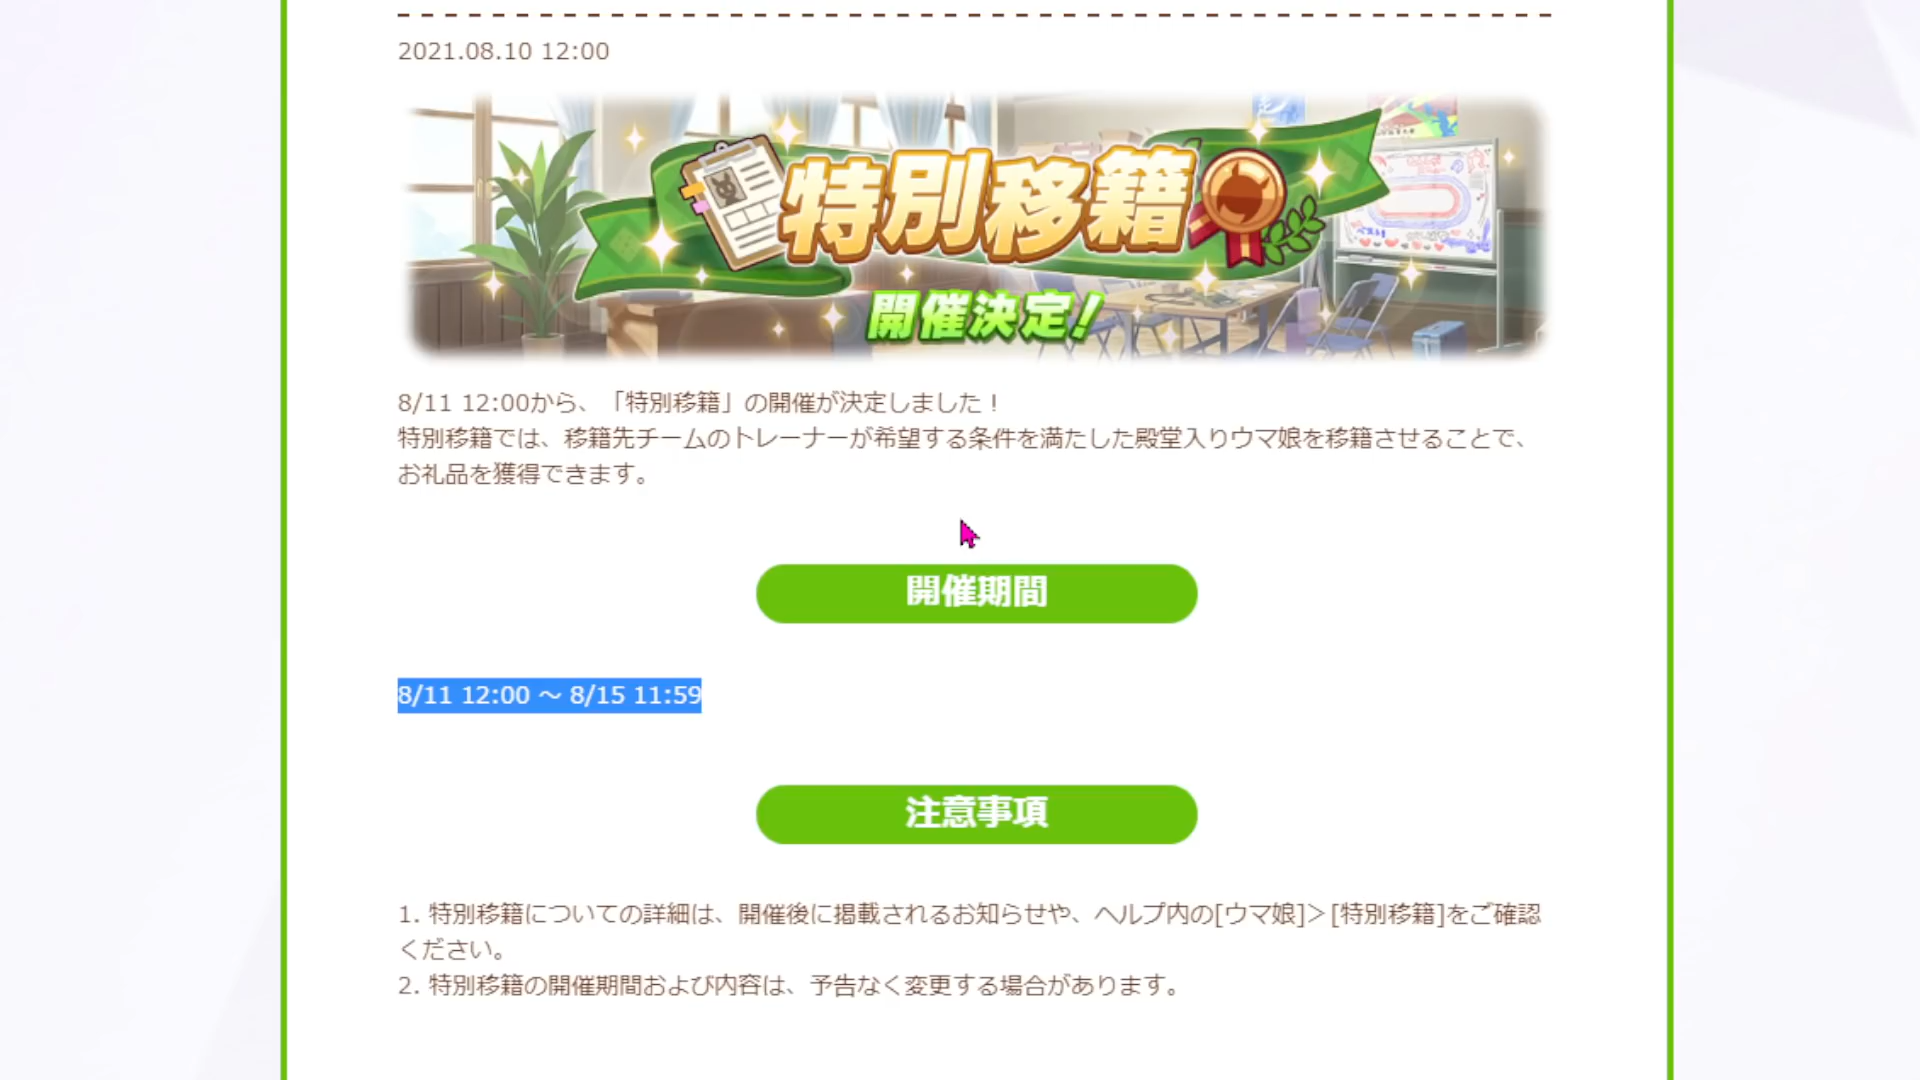 2021.08.10 12:00
特別移籍
開催決定!
8/11 12:00から、「特別移籍」の開催が決定しました！
特別移籍では、移籍先チームのトレーナーが希望する条件を満たした殿堂入りウマ娘を移籍させることで、
お礼品を獲得できます。
開催期間
8/11 12:00 ～ 8/15 11:59
注意事項
1. 特別移籍についての詳細は、開催後に掲載されるお知らせや、ヘルプ内の[ウマ娘]＞[特別移籍]をご確認
ください。
2. 特別移籍の開催期間および内容は、予告なく変更する場合があります。